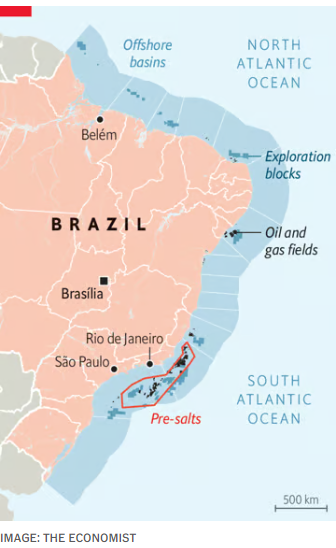 Offshore
basins
NORTH
ATLANTIC
OCEAN
Belém
Exploration
blocks
BRAZIL
Oil and
gas fields
Brasília
Rio de Janeiro
São Paulo
Pre-salts
SOUTH
ATLANTIC
OCEAN
500 km
IMAGE: THE ECONOMIST